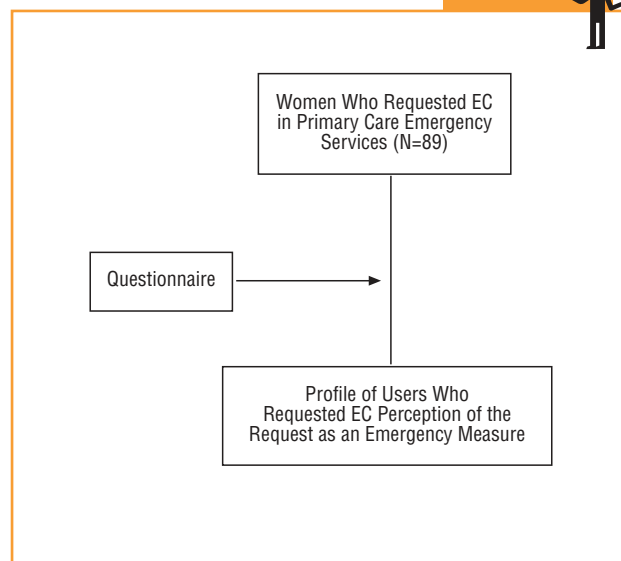 Women Who Requested EC
in Primary Care Emergency
Services (N=89)
Questionnaire
Profile of Users Who
Requested EC Perception of the
Request as an Emergency Measure